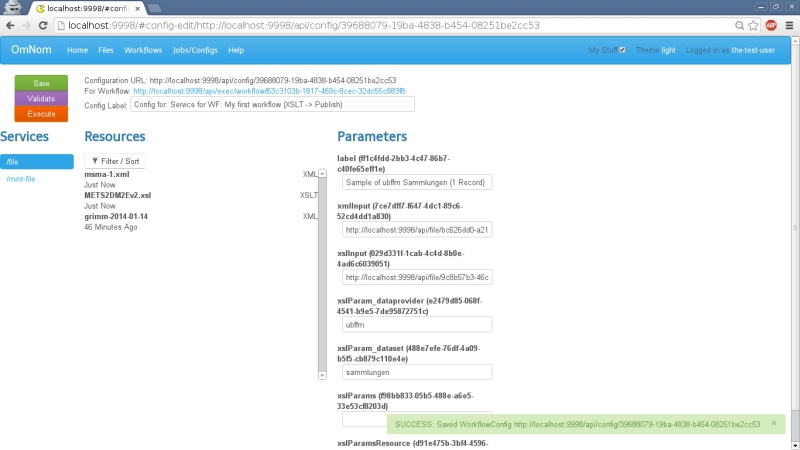 localhost:9998/#confi
localhost:9998/#config-edit/http://localhost:9998/api/config/39688079-19ba-4838-b454-08251be2cc53
ABP
OmNom Home Files Workflows Jobs/Configs Help My Stuff Theme light Logged in as the-test-user
Save
Validate
Execute
Configuration URL: http://localhost:9998/api/config/39688079-19ba-4838-b454-08251be2cc53
For Workflow: http://localhost:9998/api/exec/workflow/63c3103b-1817-469c-8cec-32dc55c883f8
Config Label: Config for: Service for WF: My first workflow (XSLT -> Publish)
Services
/file
/mint-file
Resources
Filter / Sort
msma-1.xml XML
Just Now
METS2DM2Ev2.xsl XSLT
Just Now
grimm-2014-01-14 XML
46 Minutes Ago
Parameters
label (ff1c4fdd-2bb3-4c47-86b7-
c40fe65eff1e)
Sample of ubffm Sammlungen (1 Record)
xmlInput (7ce7dff7-f647-4dc1-89c6-
52cd4dd1a830)
http://localhost:9998/api/file/bc626dd0-a21
xslInput (029d331f-1cab-4c4d-8b0e-
4ad6c6039051)
http://localhost:9998/api/file/9c8b57b3-46c
xslParam_dataprovider (e2479d85-068f-
4541-b9e5-7de95872751c)
ubffm
xslParam_dataset (488e7efe-76df-4a09-
b5f5-cb879c110e4e)
sammlungen
xslParams (f98bb833-05b5-488e-a6e5-
33e53cf8203d)
xslParamsResource (d91e475b-3bf4-4596-
SUCCESS: Saved WorkflowConfig http://localhost:9998/api/config/39688079-19ba-4838-b454-08251be2cc53 ×